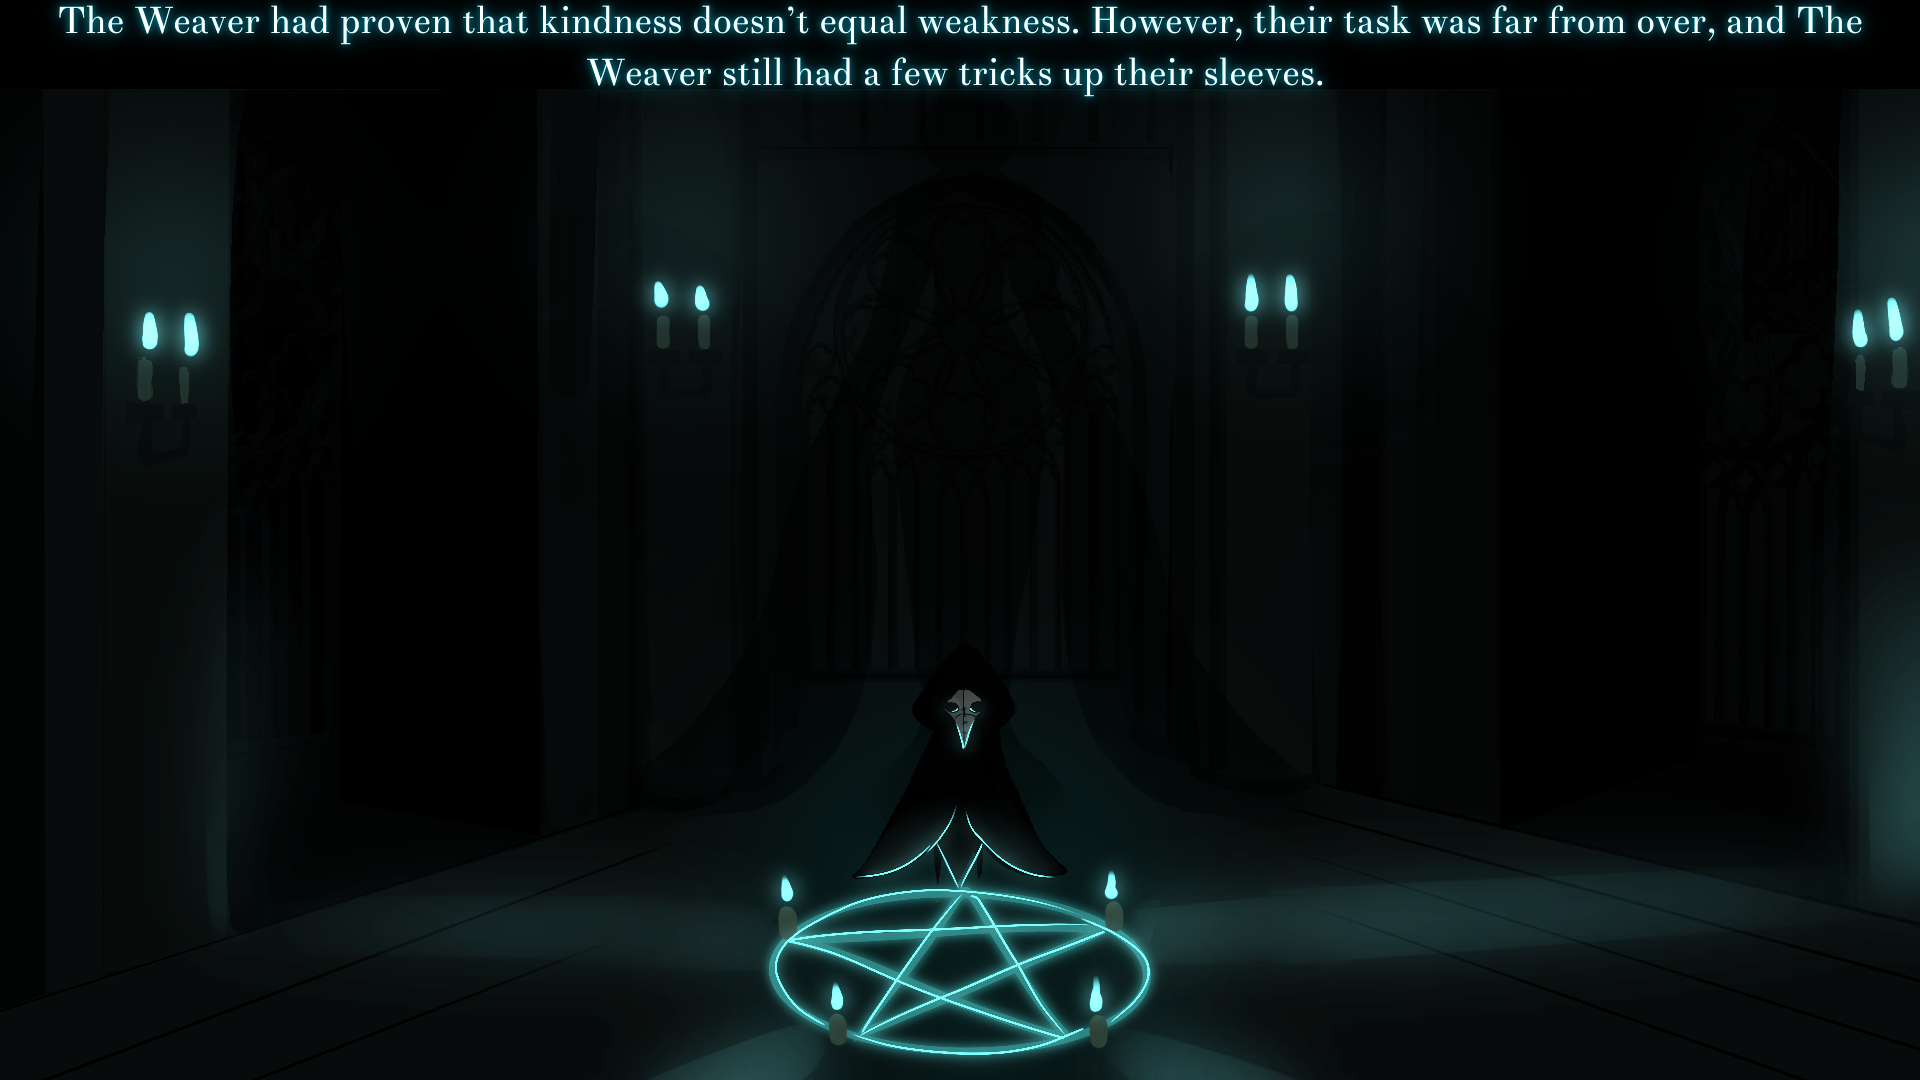 The Weaver had proven that kindness doesn’t equal weakness. However, their task was far from over, and The
Weaver still had a few tricks up their sleeves.